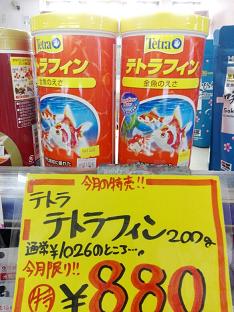 Tetra
テトラフィン
金魚のえさ
Tetra
テトラフィン
金魚のえさ
今月の特売!!
テトラ
テトラフィン 200g
通常¥1026のところ…
今月限り!!
特 ¥880